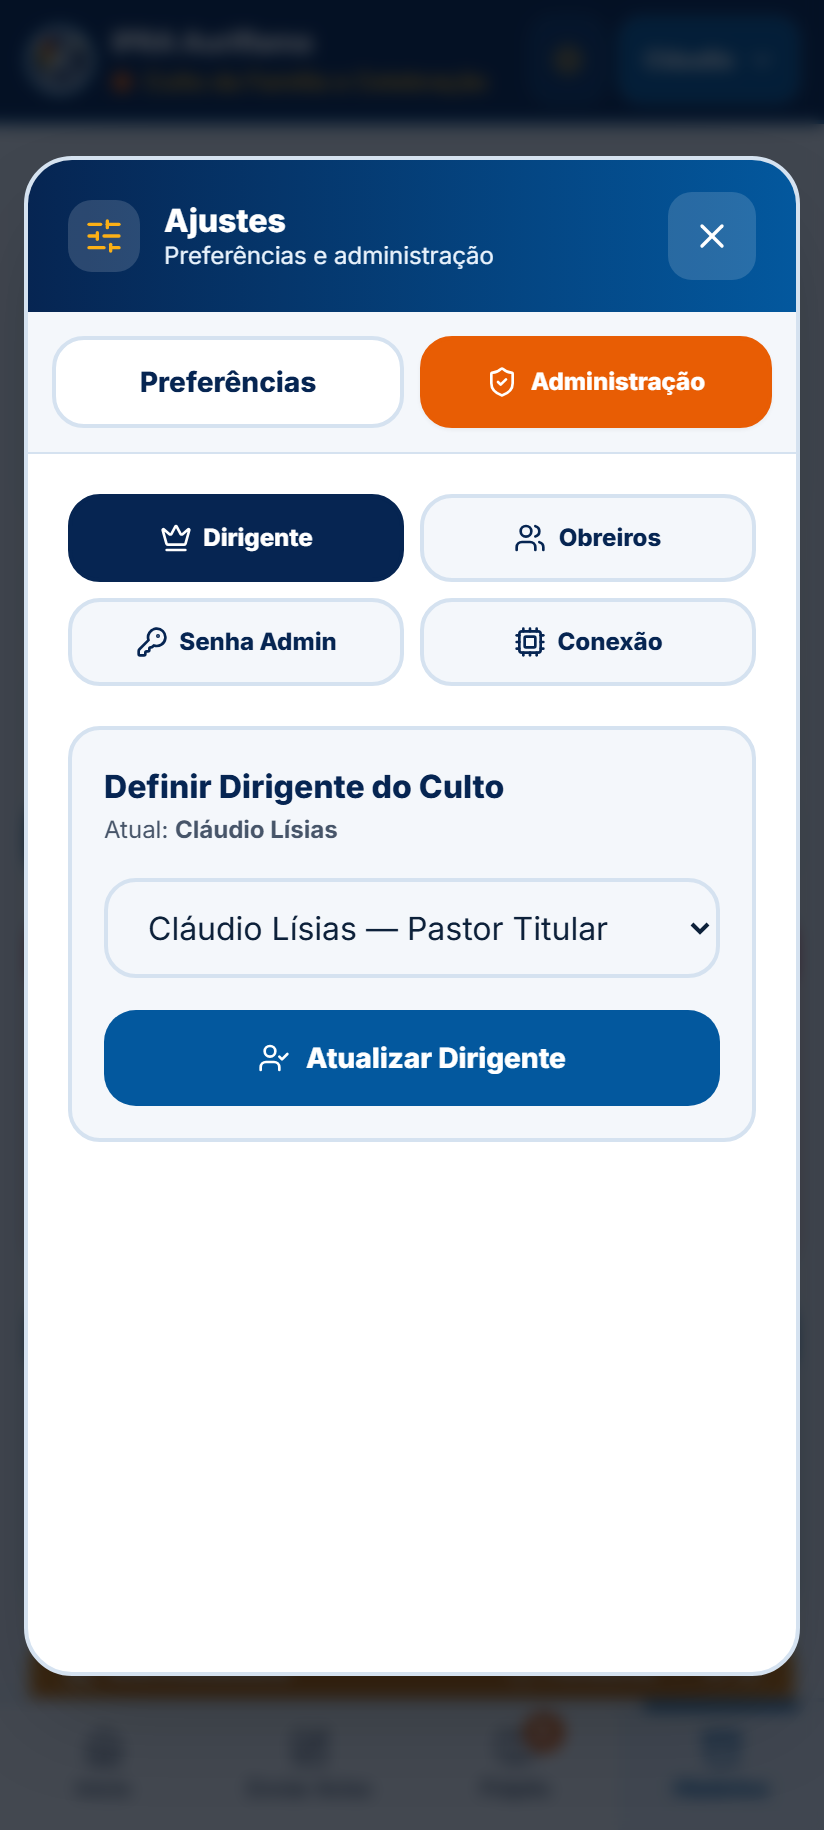 Ajustes
Preferências e administração
Preferências
Administração
Dirigente
Obreiros
Senha Admin
Conexão
Definir Dirigente do Culto
Atual: Cláudio Lísias
Cláudio Lísias — Pastor Titular
Atualizar Dirigente